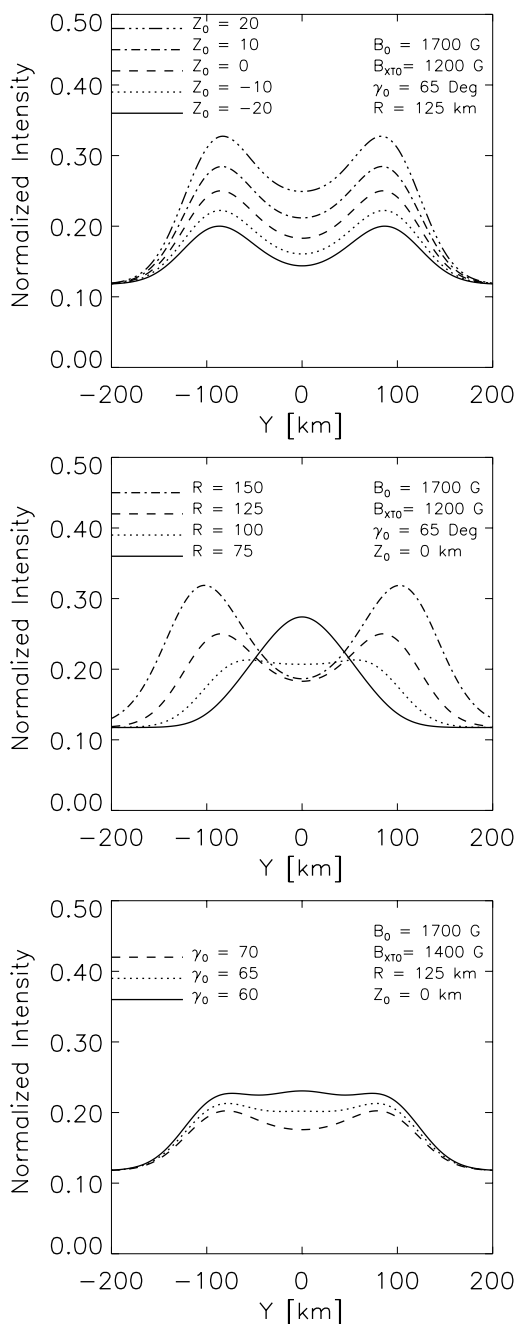 0.50
0.40
0.30
0.20
0.10
0.00
Normalized Intensity
Z₀ = 20
Z₀ = 10
Z₀ = 0
Z₀ = −10
Z₀ = −20
B₀ = 1700 G
B_XT0= 1200 G
γ₀ = 65 Deg
R = 125 km
−200 −100 0 100 200
Y [km]
0.50
0.40
0.30
0.20
0.10
0.00
Normalized Intensity
R = 150
R = 125
R = 100
R = 75
B₀ = 1700 G
B_XT0= 1200 G
γ₀ = 65 Deg
Z₀ = 0 km
−200 −100 0 100 200
Y [km]
0.50
0.40
0.30
0.20
0.10
0.00
Normalized Intensity
γ₀ = 70
γ₀ = 65
γ₀ = 60
B₀ = 1700 G
B_XT0= 1400 G
R = 125 km
Z₀ = 0 km
−200 −100 0 100 200
Y [km]